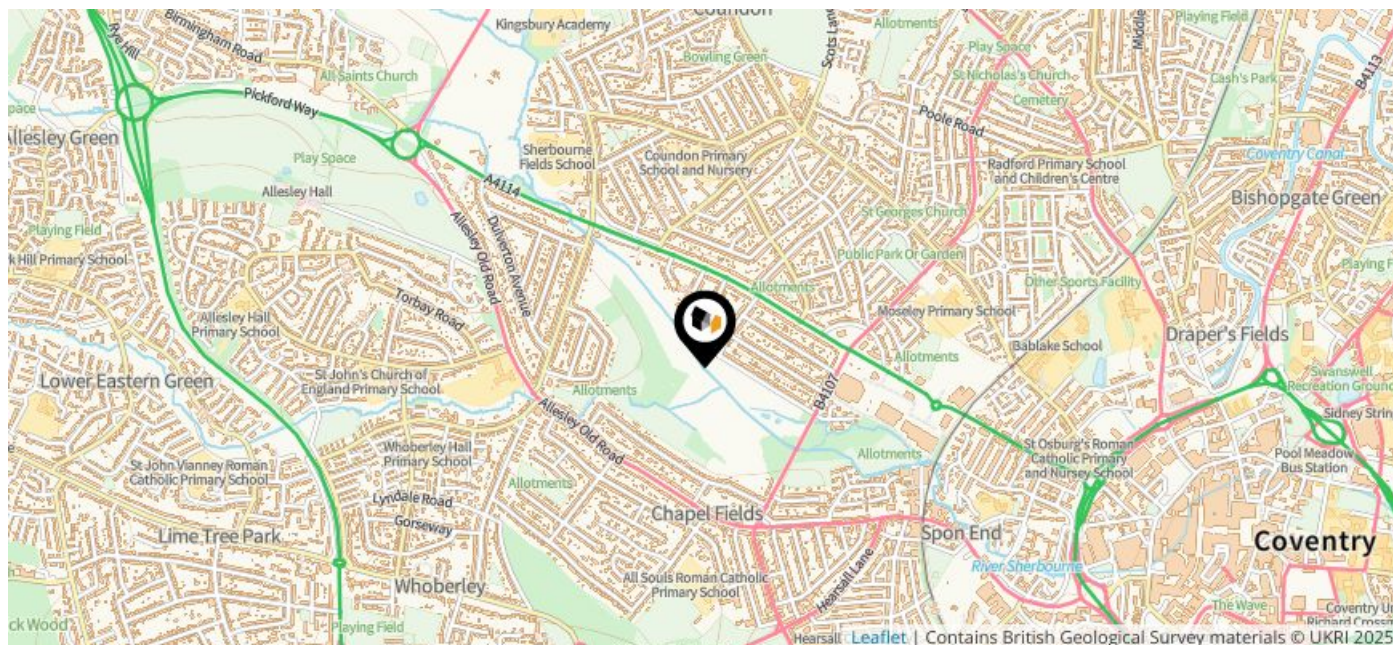 Rye Hill
Birmingham Road
Kingsbury Academy
Coundon
Scots Lane
Allotments
Middle
Playing Field
Bowling Green
Play Space
St Nicholas's Church
Cemetery
Cash's Park
B4113
All Saints Church
Pickford Way
Allesley Green
Play Space
Allesley Hall
Sherbourne
Fields School
Coundon Primary
School and Nursery
Poole Road
Radford Primary School
and Children's Centre
Coventry Canal
Bishopgate Green
A4114
Dulverton Avenue
Allesley Old Road
St Georges Church
Public Park Or Garden
Playing Field
k Hill Primary School
Torbay Road
Allesley Hall
Primary School
Allotments
Moseley Primary School
Other Sports Facility
Bablake School
Draper's Fields
Lower Eastern Green
St John's Church of
England Primary School
Allotments
Allesley Old Road
B4107
Allotments
Swanswell
Recreation Ground
Sidney Strin
St Vianney Roman
Catholic Primary School
Whoberley Hall
Primary School
Allotments
Allotments
St Osburg's Roman
Catholic Primary
and Nursey School
Pool Meadow
Bus Station
Lyndale Road
Gorseway
Lime Tree Park
Chapel Fields
Spon End
River Sherbourne
Coventry
Whoberley
All Souls Roman Catholic
Primary School
Hearsall Lane
The Wave
Coventry Un
Richard Crossm
ck Wood
Playing Field
Hearsall
Leaflet | Contains British Geological Survey materials © UKRI 2025